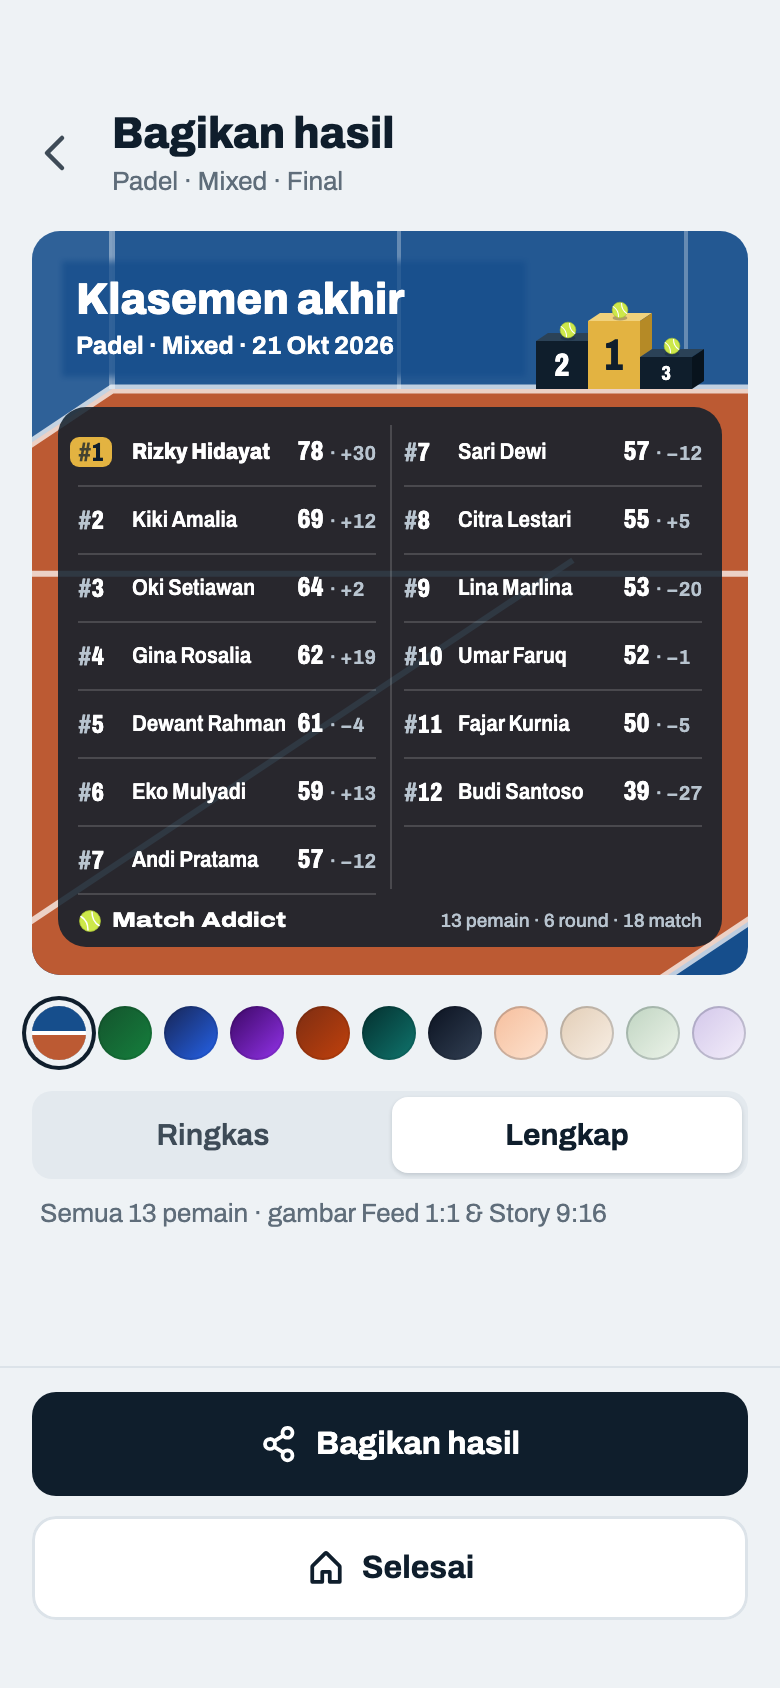 Bagikan hasil
Padel · Mixed · Final
Klasemen akhir
Padel · Mixed · 21 Okt 2026
2 1 3
#1 Rizky Hidayat 78 · +30
#2 Kiki Amalia 69 · +12
#3 Oki Setiawan 64 · +2
#4 Gina Rosalia 62 · +19
#5 Dewant Rahman 61 · −4
#6 Eko Mulyadi 59 · +13
#7 Andi Pratama 57 · −12
#7 Sari Dewi 57 · −12
#8 Citra Lestari 55 · +5
#9 Lina Marlina 53 · −20
#10 Umar Faruq 52 · −1
#11 Fajar Kurnia 50 · −5
#12 Budi Santoso 39 · −27
Match Addict
13 pemain · 6 round · 18 match
Ringkas
Lengkap
Semua 13 pemain · gambar Feed 1:1 & Story 9:16
Bagikan hasil
Selesai